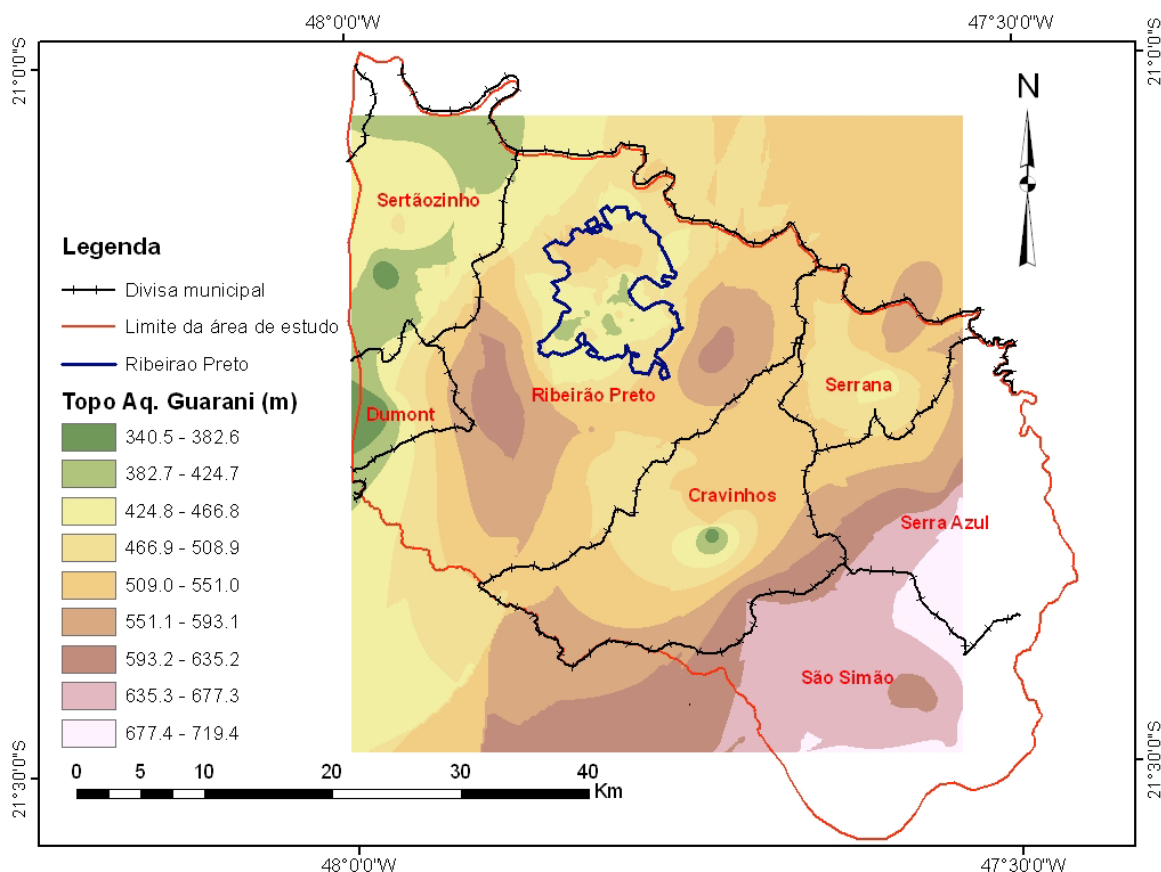 48°0'0"W
47°30'0"W
21°0'0"S
21°0'0"S
N
Sertãozinho
Legenda
Divisa municipal
Limite da área de estudo
Ribeirao Preto
Topo Aq. Guarani (m)
340.5 - 382.6
382.7 - 424.7
424.8 - 466.8
466.9 - 508.9
509.0 - 551.0
551.1 - 593.1
593.2 - 635.2
635.3 - 677.3
677.4 - 719.4
Dumont
Ribeirão Preto
Serrana
Cravinhos
Serra Azul
São Simão
0 5 10 20 30 40
Km
21°30'0"S
21°30'0"S
48°0'0"W
47°30'0"W